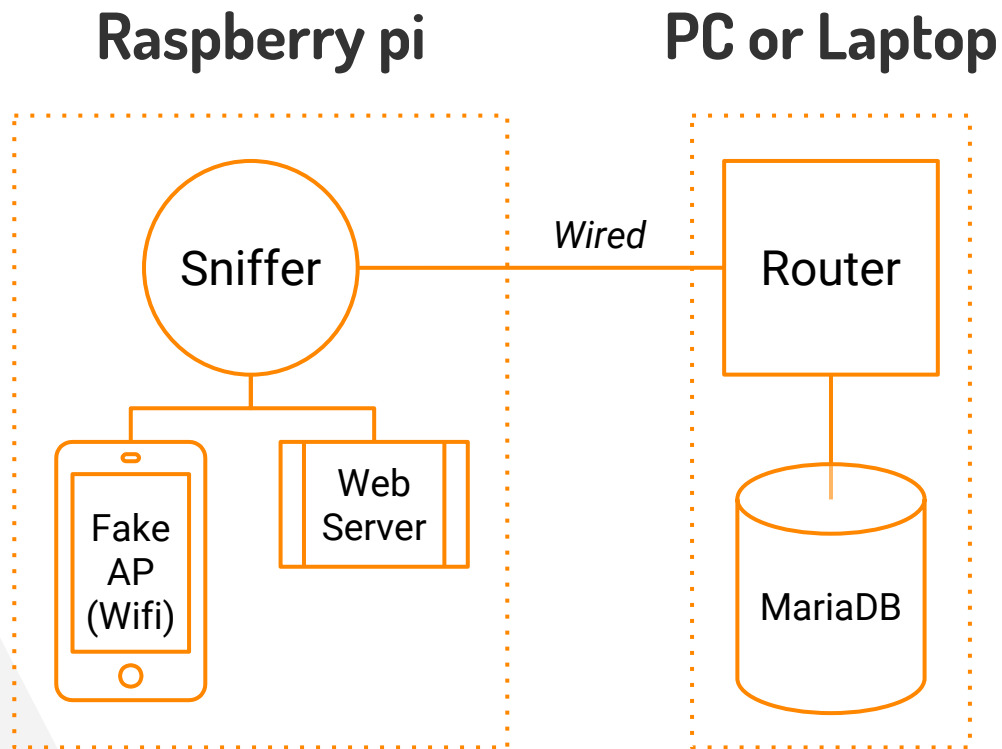 Raspberry pi
PC or Laptop
Sniffer
Wired
Router
Fake
AP
(Wifi)
Web
Server
MariaDB